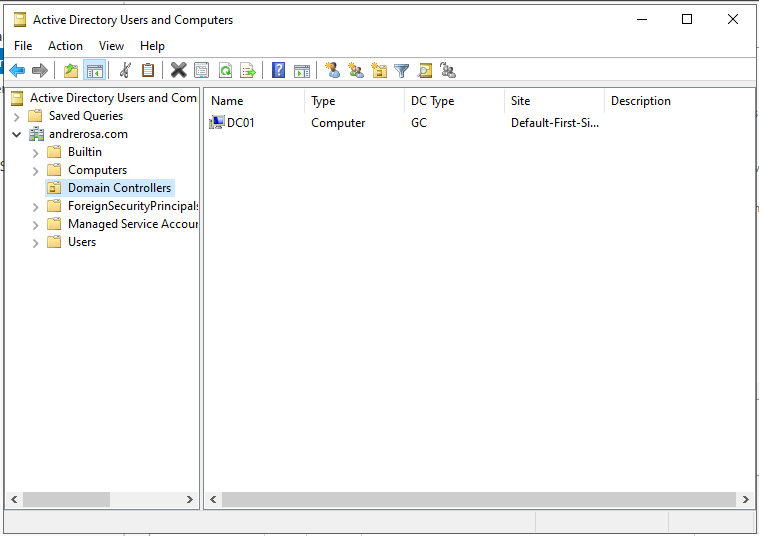 Active Directory Users and Computers
File Action View Help
Active Directory Users and Com
Saved Queries
andrerosa.com
Builtin
Computers
Domain Controllers
ForeignSecurityPrincipals
Managed Service Accour
Users
Name Type DC Type Site Description
DC01 Computer GC Default-First-Si...